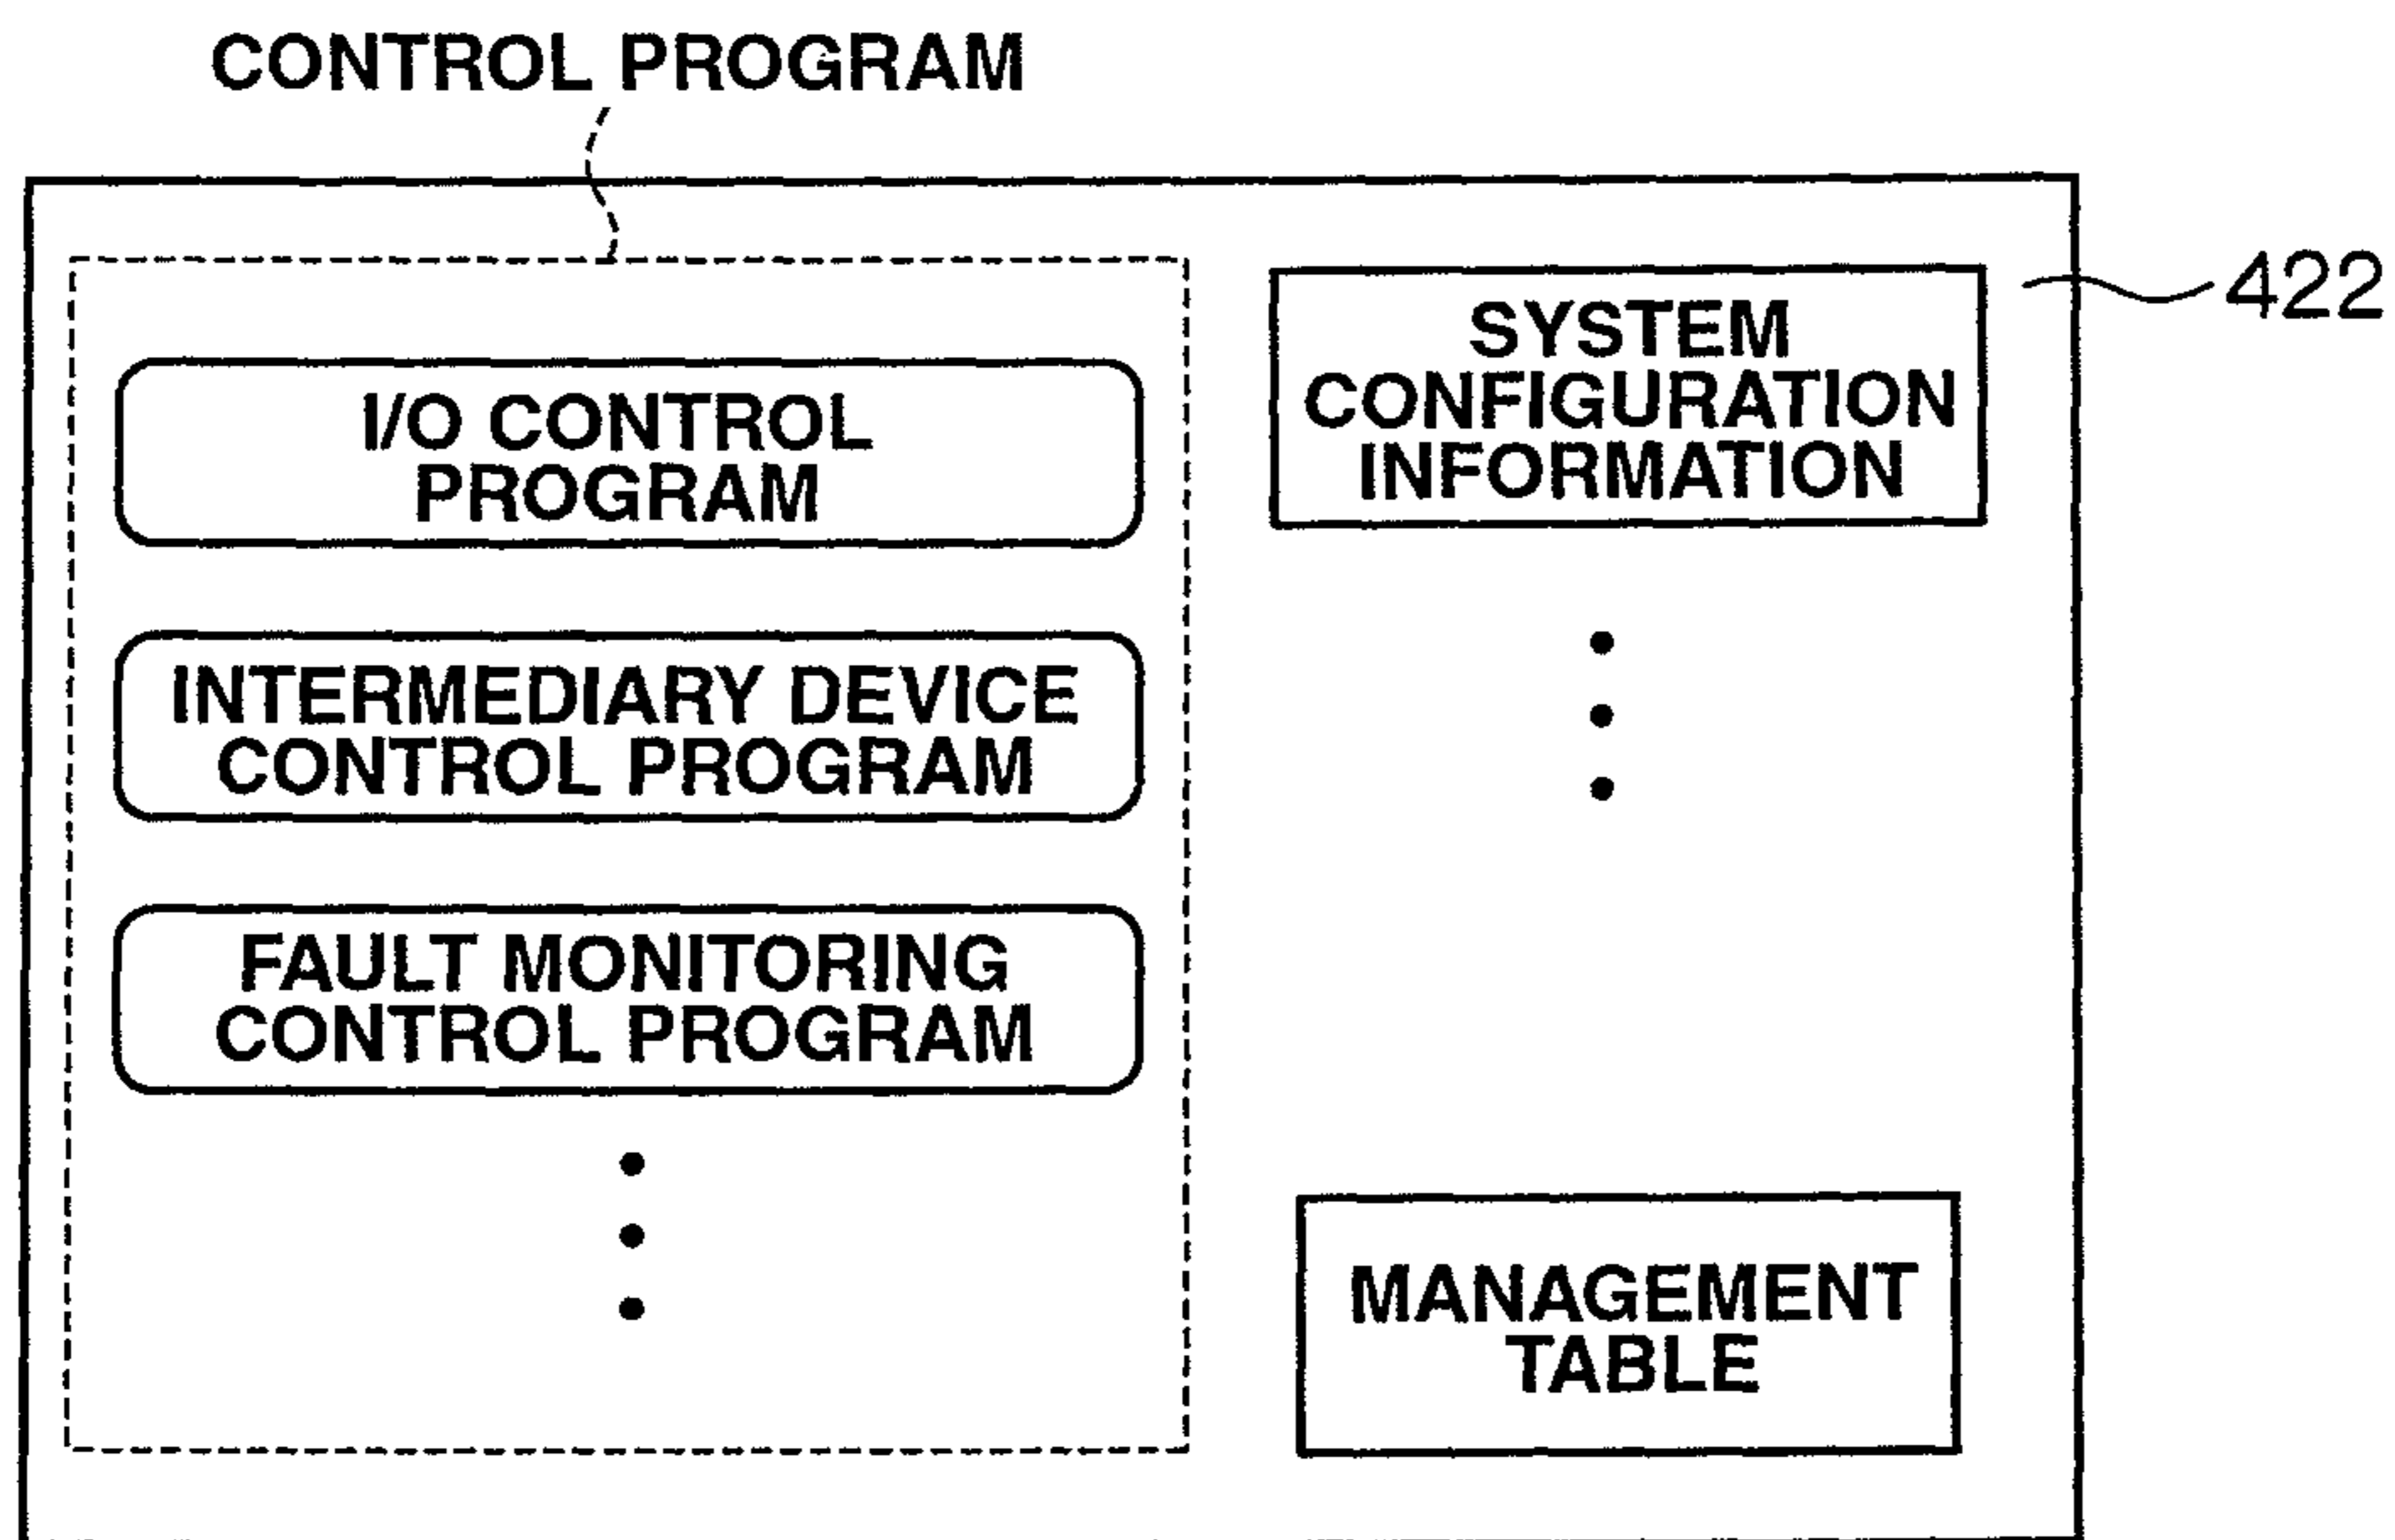 CONTROL PROGRAM
I/O CONTROL
PROGRAM
INTERMEDIARY DEVICE
CONTROL PROGRAM
FAULT MONITORING
CONTROL PROGRAM
SYSTEM
CONFIGURATION
INFORMATION
MANAGEMENT
TABLE
422